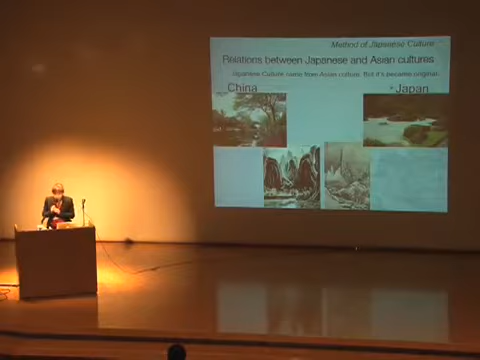 Method of Japanese Culture
Relations between Japanese and Asian cultures
Japanese Culture came from Asian culture. But it's became original.
China
Japan